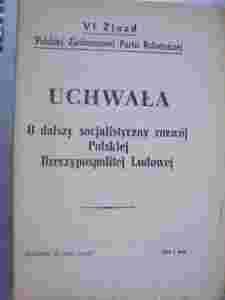 VI Zjazd
Polskiej Zjednoczonej Partii Robotniczej
UCHWAŁA
O dalszy socjalistyczny rozwój
Polskiej
Rzeczypospolitej Ludowej